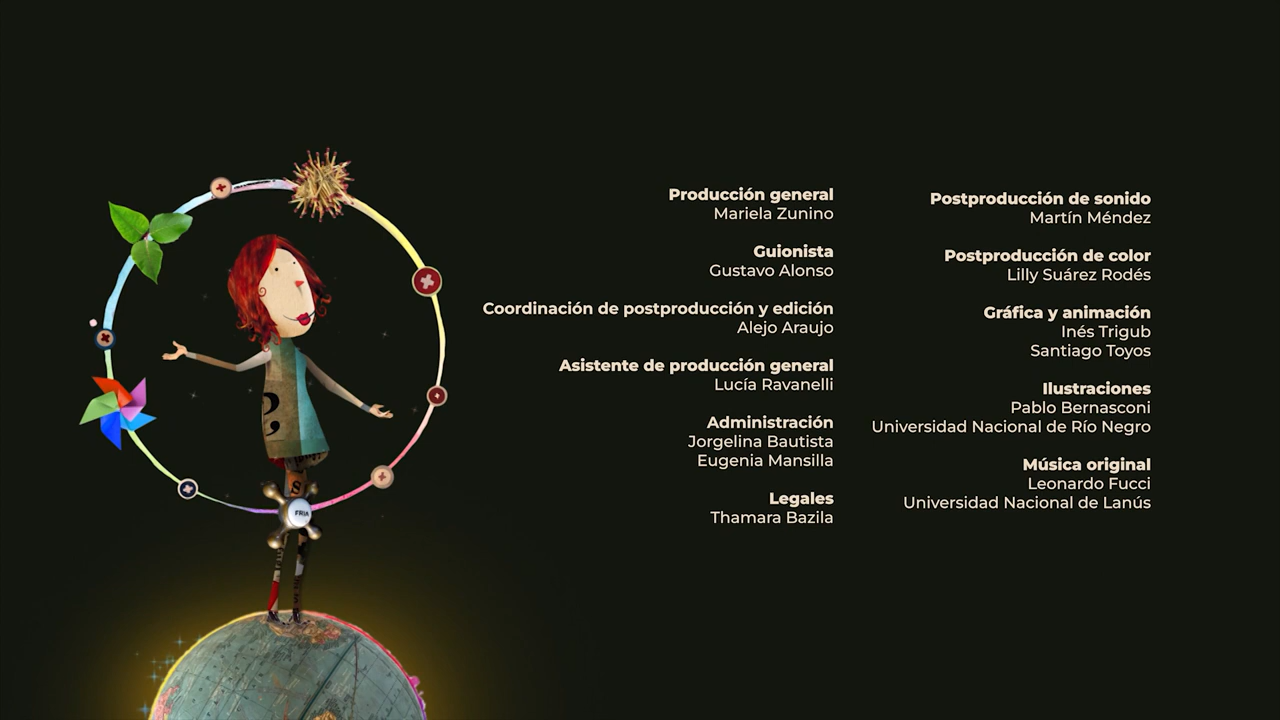 Producción general
Mariela Zunino
Guionista
Gustavo Alonso
Coordinación de postproducción y edición
Alejo Araujo
Asistente de producción general
Lucía Ravanelli
Administración
Jorgelina Bautista
Eugenia Mansilla
Legales
Thamara Bazila
Postproducción de sonido
Martín Méndez
Postproducción de color
Lilly Suárez Rodés
Gráfica y animación
Inés Trigub
Santiago Toyos
Ilustraciones
Pablo Bernasconi
Universidad Nacional de Río Negro
Música original
Leonardo Fucci
Universidad Nacional de Lanús
FRIA